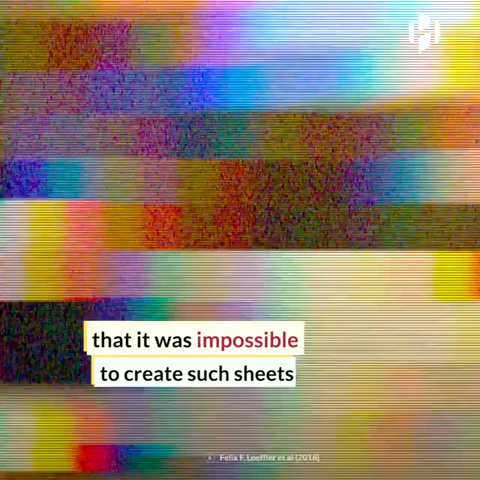 that it was impossible
to create such sheets
Felix F. Loeffler et al (2016)